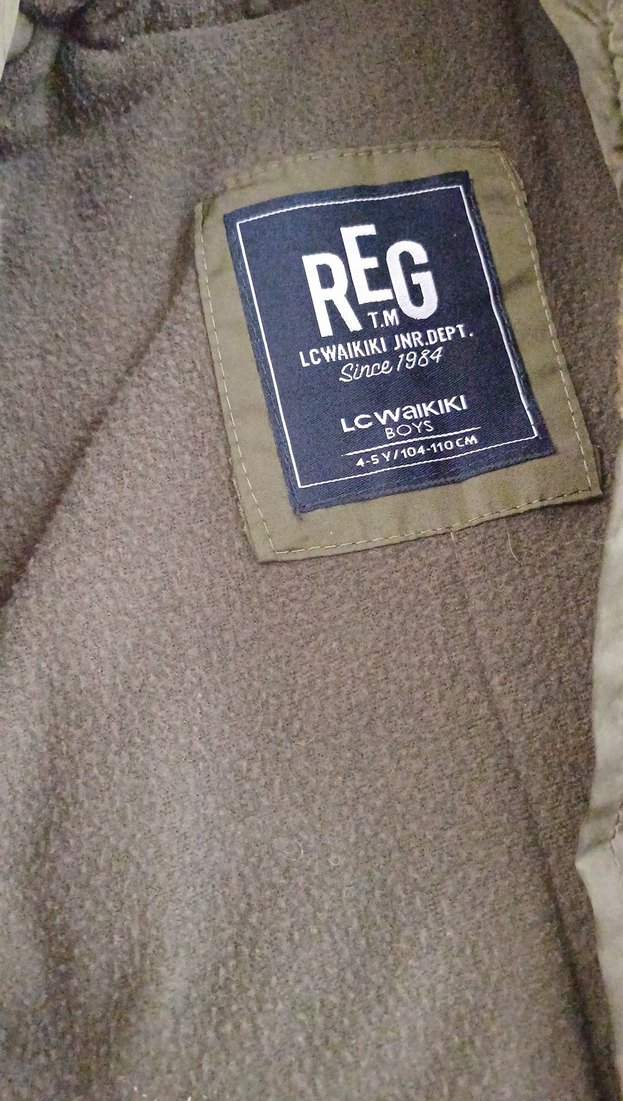 REG
T.M
LCWAIKIKI JNR.DEPT.
Since 1984
LCWAIKIKI
BOYS
4-5 Y/104-110 CM